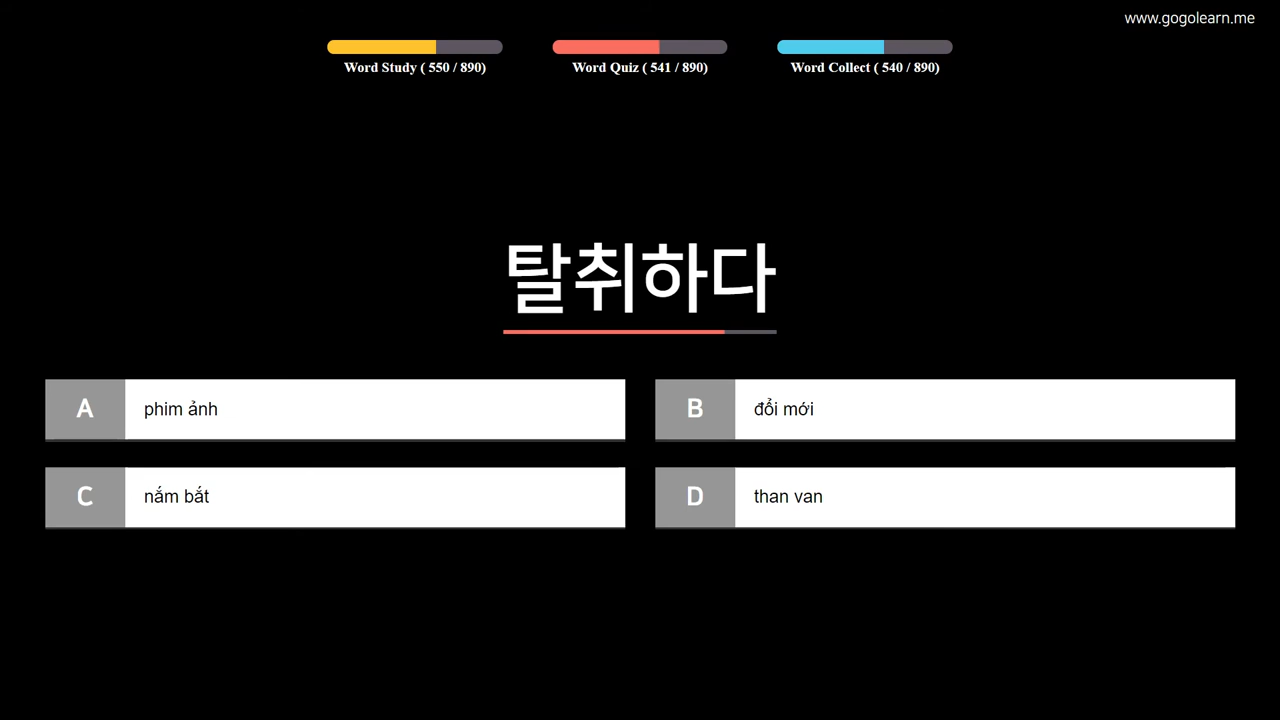 www.gogolearn.me
Word Study ( 550 / 890)
Word Quiz ( 541 / 890)
Word Collect ( 540 / 890)
탈취하다
A phim ảnh
B đổi mới
C nắm bắt
D than van